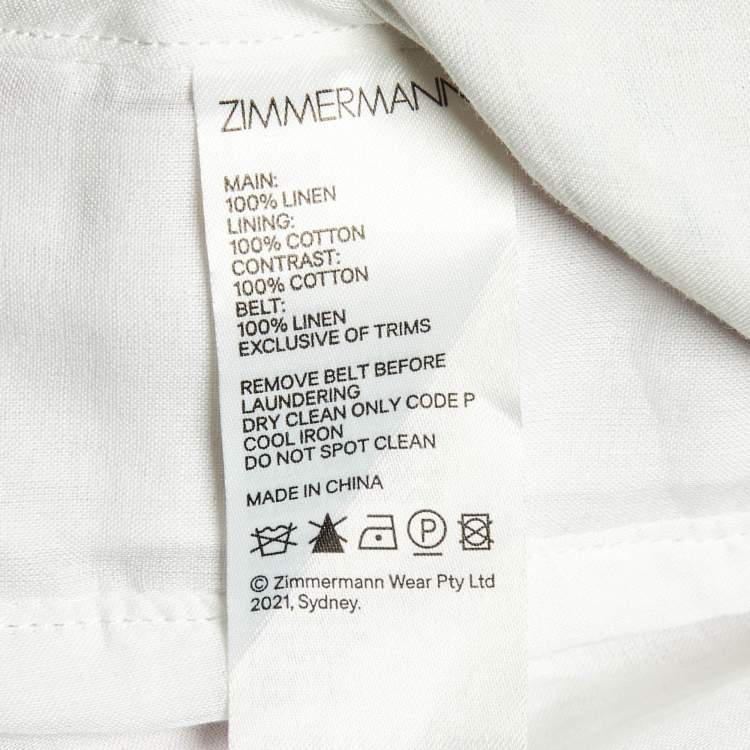 ZIMMERMANN
MAIN:
100% LINEN
LINING:
100% COTTON
CONTRAST:
100% COTTON
BELT:
100% LINEN
EXCLUSIVE OF TRIMS
REMOVE BELT BEFORE
LAUNDERING
DRY CLEAN ONLY CODE P
COOL IRON
DO NOT SPOT CLEAN
MADE IN CHINA
P
© Zimmermann Wear Pty Ltd
2021, Sydney.